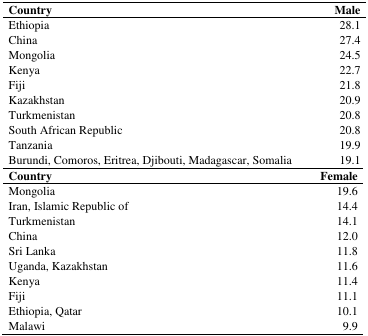 Country Male
Ethiopia 28.1
China 27.4
Mongolia 24.5
Kenya 22.7
Fiji 21.8
Kazakhstan 20.9
Turkmenistan 20.8
South African Republic 20.8
Tanzania 19.9
Burundi, Comoros, Eritrea, Djibouti, Madagascar, Somalia 19.1
Country Female
Mongolia 19.6
Iran, Islamic Republic of 14.4
Turkmenistan 14.1
China 12.0
Sri Lanka 11.8
Uganda, Kazakhstan 11.6
Kenya 11.4
Fiji 11.1
Ethiopia, Qatar 10.1
Malawi 9.9